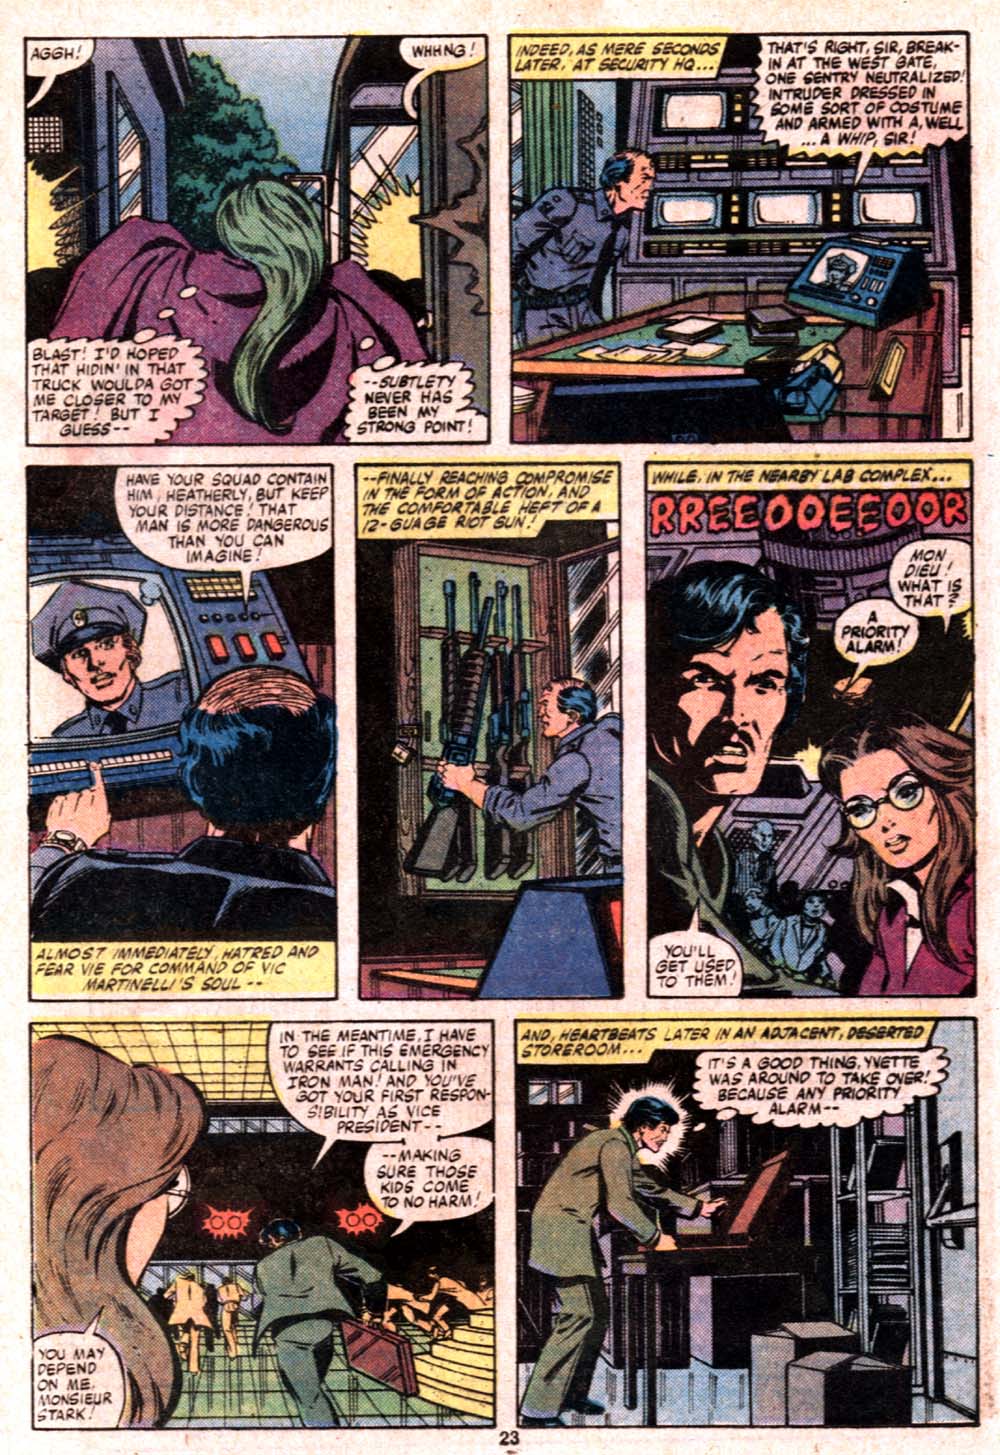 AGGH!
WHHNG!
BLAST! I'D HOPED
THAT HIDIN' IN THAT
TRUCK WOULDA GOT
ME CLOSER TO MY
TARGET! BUT I
GUESS--
--SUBTLETY
NEVER HAS
BEEN MY
STRONG POINT!
INDEED, AS MERE SECONDS
LATER, AT SECURITY HQ...
THAT'S RIGHT, SIR, BREAK-
IN AT THE WEST GATE,
ONE SENTRY NEUTRALIZED!
INTRUDER DRESSED IN
SOME SORT OF COSTUME
AND ARMED WITH A, WELL
...A WHIP, SIR!
HAVE YOUR SQUAD CONTAIN
HIM, HEATHERLY, BUT KEEP
YOUR DISTANCE! THAT
MAN IS MORE DANGEROUS
THAN YOU CAN
IMAGINE!
ALMOST IMMEDIATELY, HATRED AND
FEAR VIE FOR COMMAND OF VIC
MARTINELLI'S SOUL--
--FINALLY REACHING COMPROMISE
IN THE FORM OF ACTION, AND
THE COMFORTABLE HEFT OF A
12-GUAGE RIOT GUN!
WHILE, IN THE NEARBY LAB COMPLEX...
RREEOOEEOOR
MON
DIEU!
WHAT IS
THAT?
A
PRIORITY
ALARM!
YOU'LL
GET USED
TO THEM!
IN THE MEANTIME, I HAVE
TO SEE IF THIS EMERGENCY
WARRANTS CALLING IN
IRON MAN! AND YOU'VE
GOT YOUR FIRST RESPON-
SIBILITY AS VICE
PRESIDENT--
--MAKING
SURE THOSE
KIDS COME
TO NO HARM!
YOU MAY
DEPEND
ON ME,
MONSIEUR
STARK!
AND, HEARTBEATS LATER IN AN ADJACENT, DESERTED
STOREROOM...
IT'S A GOOD THING, YVETTE
WAS AROUND TO TAKE OVER!
BECAUSE ANY PRIORITY
ALARM--
23